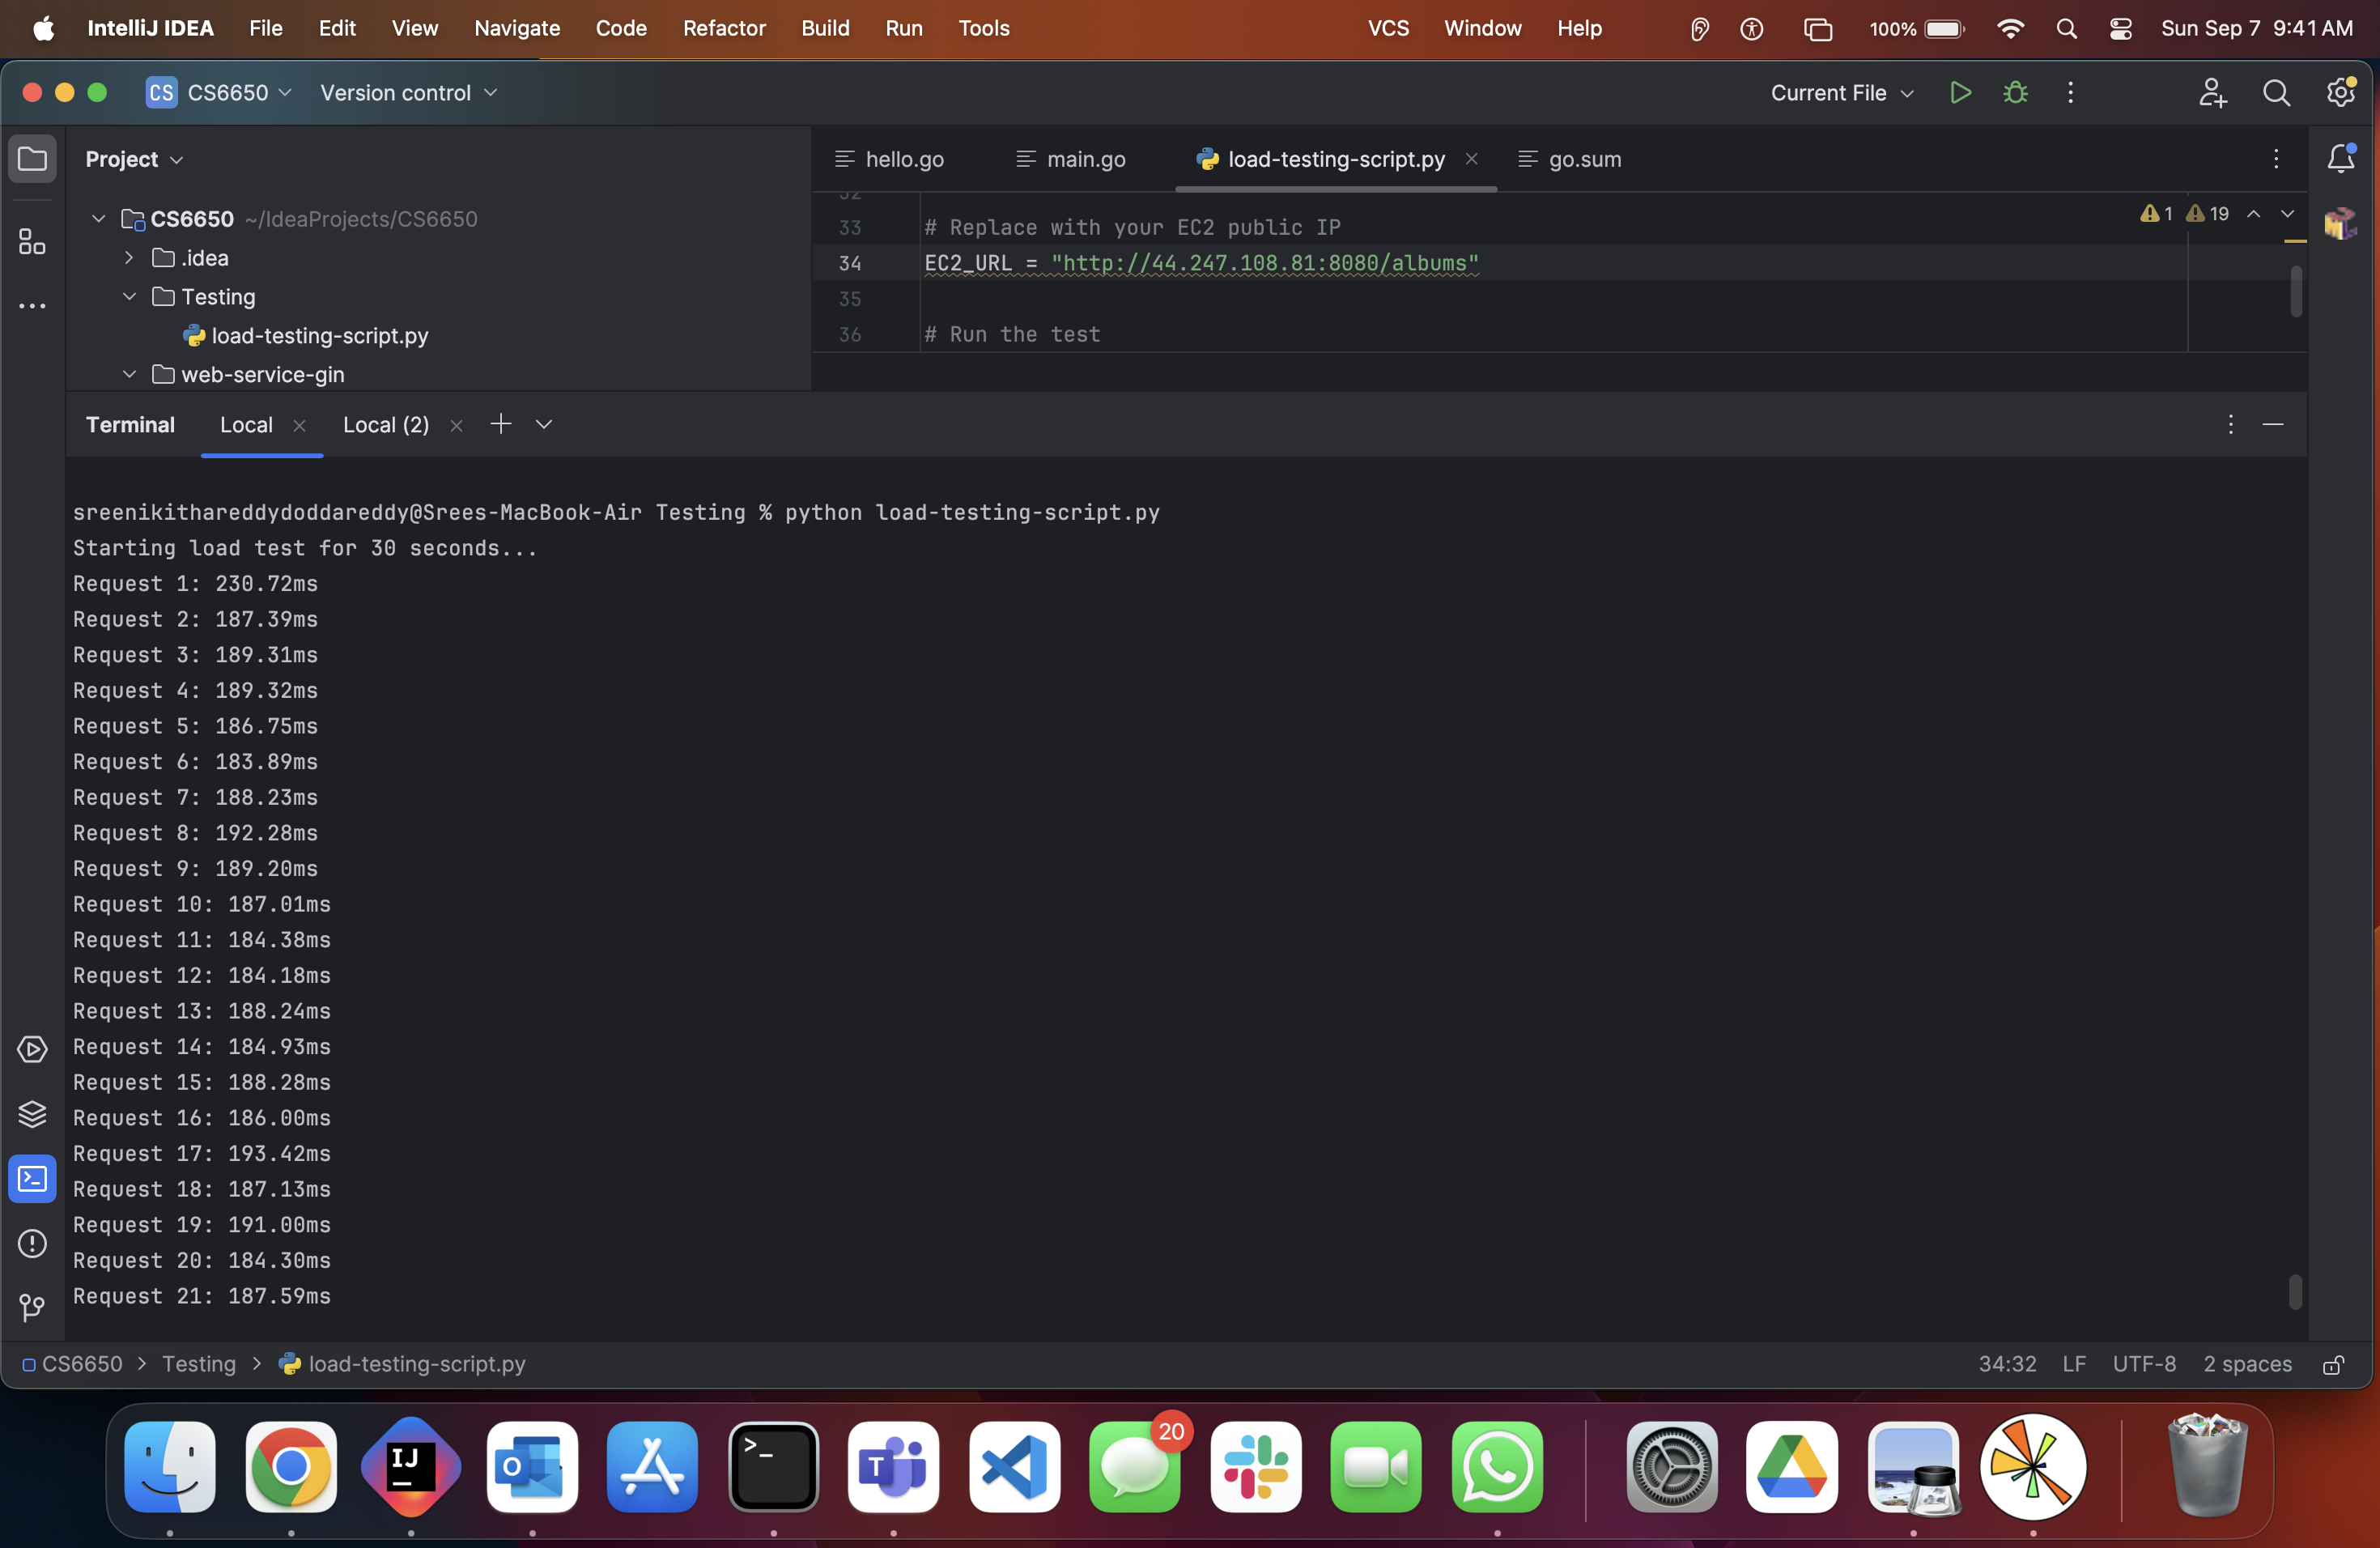 IntelliJ IDEA File Edit View Navigate Code Refactor Build Run Tools VCS Window Help 100% Sun Sep 7 9:41 AM
CS CS6650 Version control Current File
Project
hello.go main.go load-testing-script.py go.sum
CS6650 ~/IdeaProjects/CS6650
.idea
Testing
load-testing-script.py
web-service-gin
33 # Replace with your EC2 public IP
1 19
34 EC2_URL = "http://44.247.108.81:8080/albums"
35
36 # Run the test
Terminal Local Local (2)
sreenikithareddydoddareddy@Srees-MacBook-Air Testing % python load-testing-script.py
Starting load test for 30 seconds...
Request 1: 230.72ms
Request 2: 187.39ms
Request 3: 189.31ms
Request 4: 189.32ms
Request 5: 186.75ms
Request 6: 183.89ms
Request 7: 188.23ms
Request 8: 192.28ms
Request 9: 189.20ms
Request 10: 187.01ms
Request 11: 184.38ms
Request 12: 184.18ms
Request 13: 188.24ms
Request 14: 184.93ms
Request 15: 188.28ms
Request 16: 186.00ms
Request 17: 193.42ms
Request 18: 187.13ms
Request 19: 191.00ms
Request 20: 184.30ms
Request 21: 187.59ms
CS6650 > Testing > load-testing-script.py 34:32 LF UTF-8 2 spaces
IJ
O
>_
T
20